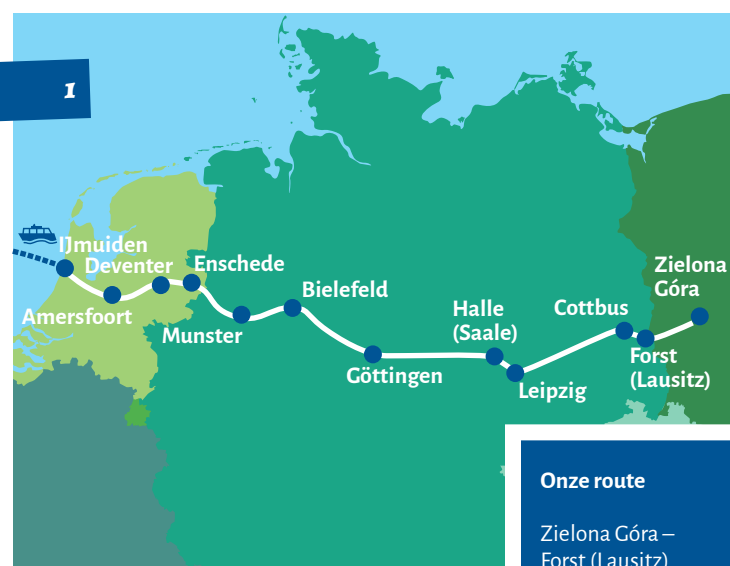 1
IJmuiden
Deventer
Enschede
Amersfoort
Munster
Bielefeld
Göttingen
Halle
(Saale)
Leipzig
Cottbus
Forst
(Lausitz)
Zielona
Góra
Onze route
Zielona Góra –
Forst (Lausitz)